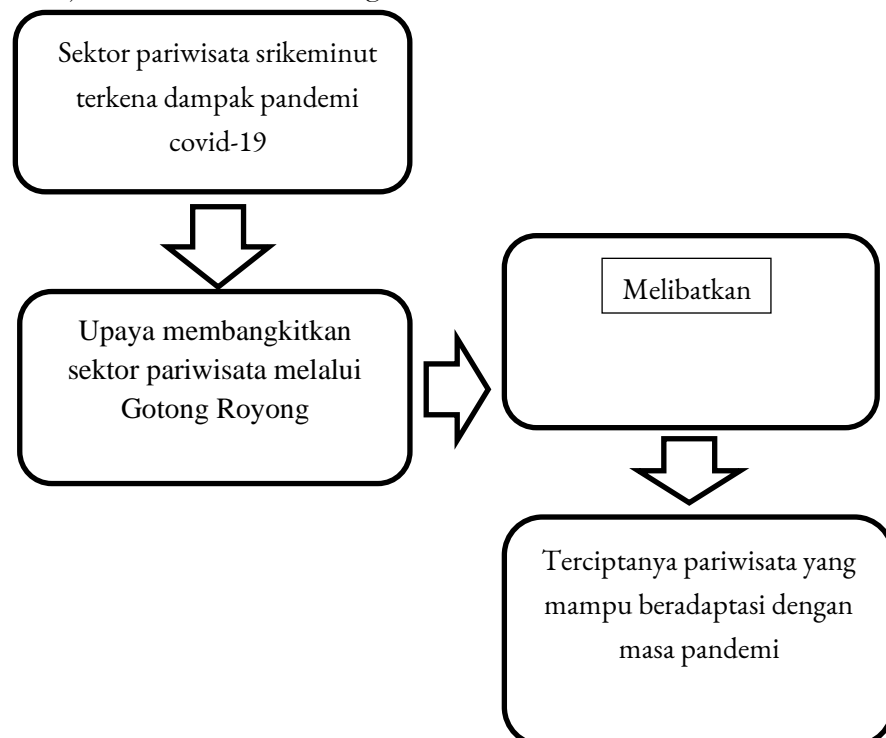 Sektor pariwisata srikeminut
terkena dampak pandemi
covid-19
Upaya membangkitkan
sektor pariwisata melalui
Gotong Royong
Melibatkan
Terciptanya pariwisata yang
mampu beradaptasi dengan
masa pandemi